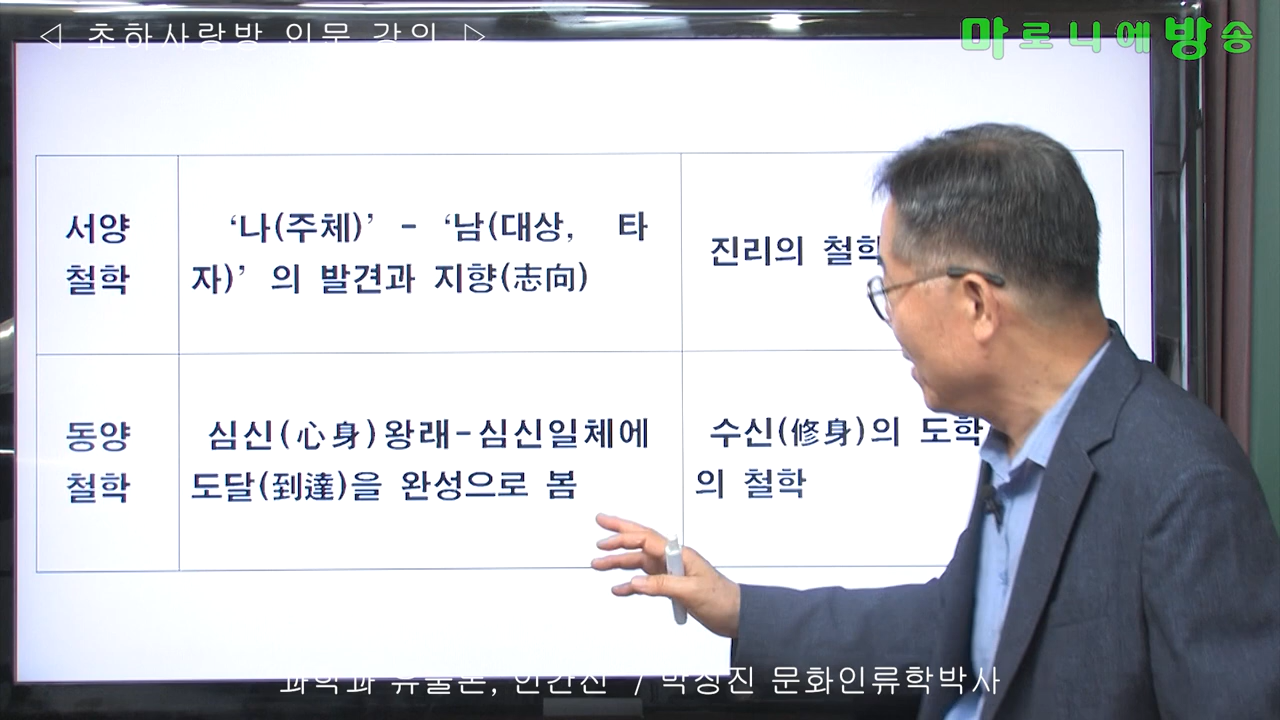 ◁ 초하사랑방 인문 강의 ▷
마로니에방송
서양
철학
‘나(주체)’ - ‘남(대상, 타
자)’ 의 발견과 지향(志向)
진리의 철학
동양
철학
심신(心身)왕래-심신일체에
도달(到達)을 완성으로 봄
수신(修身)의 도학
의 철학
과학과 유물론, 인간신 / 박정진 문화인류학박사